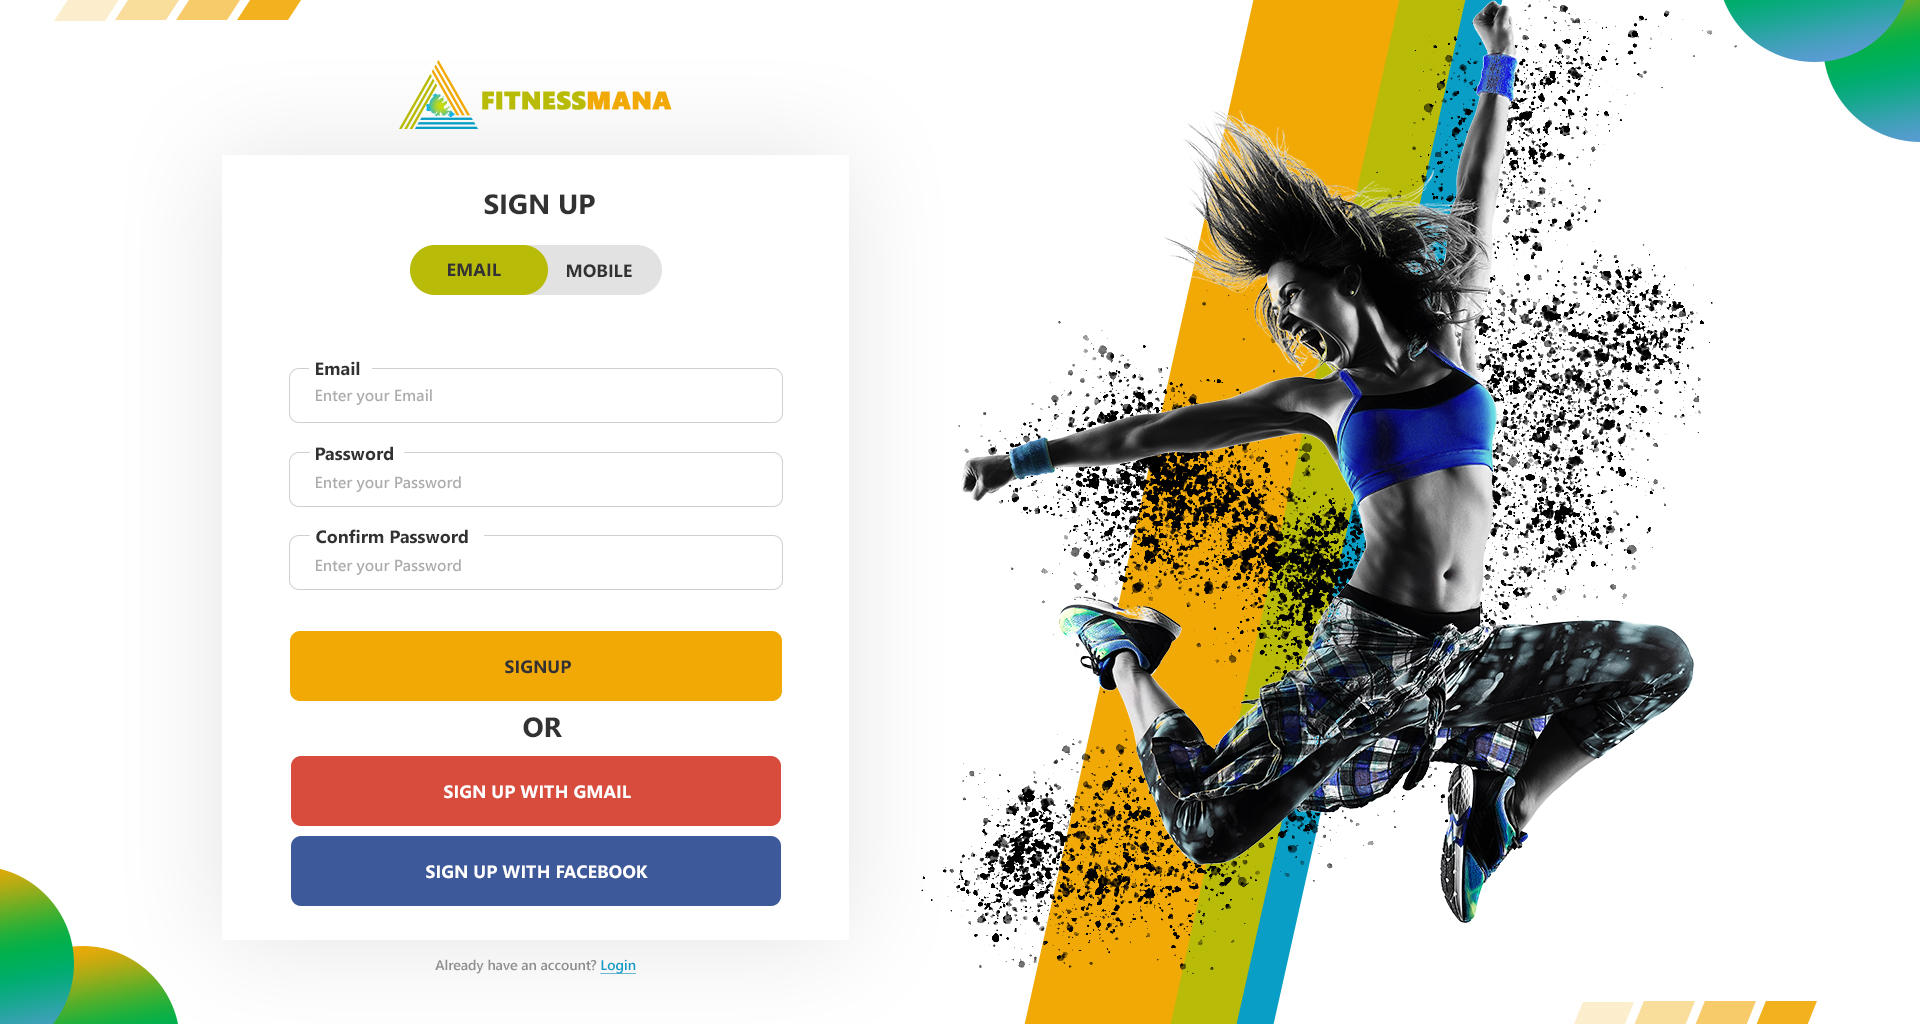 FITNESSMANA
SIGN UP
EMAIL MOBILE
Email
Enter your Email
Password
Enter your Password
Confirm Password
Enter your Password
SIGNUP
OR
SIGN UP WITH GMAIL
SIGN UP WITH FACEBOOK
Already have an account? Login